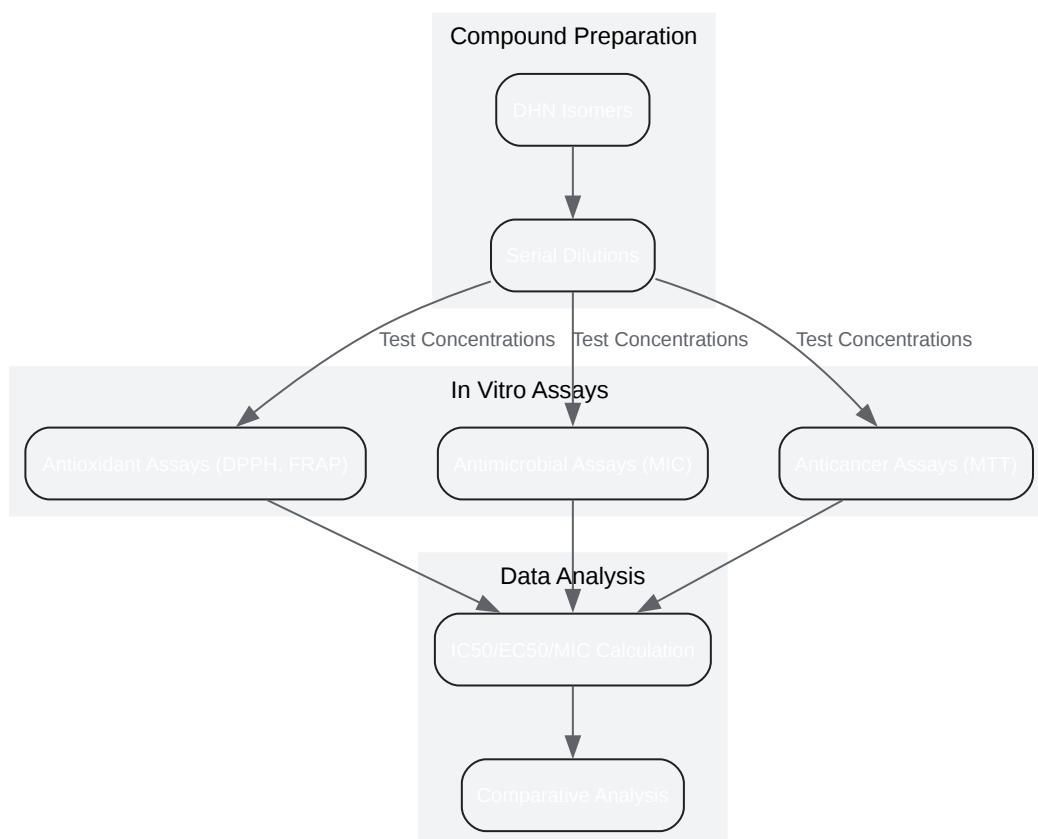 Compound Preparation
DHN Isomers
Serial Dilutions
Test Concentrations
Test Concentrations
Test Concentrations
In Vitro Assays
Antioxidant Assays (DPPH, FRAP)
Antimicrobial Assays (MIC)
Anticancer Assays (MTT)
Data Analysis
IC50/EC50/MIC Calculation
Comparative Analysis